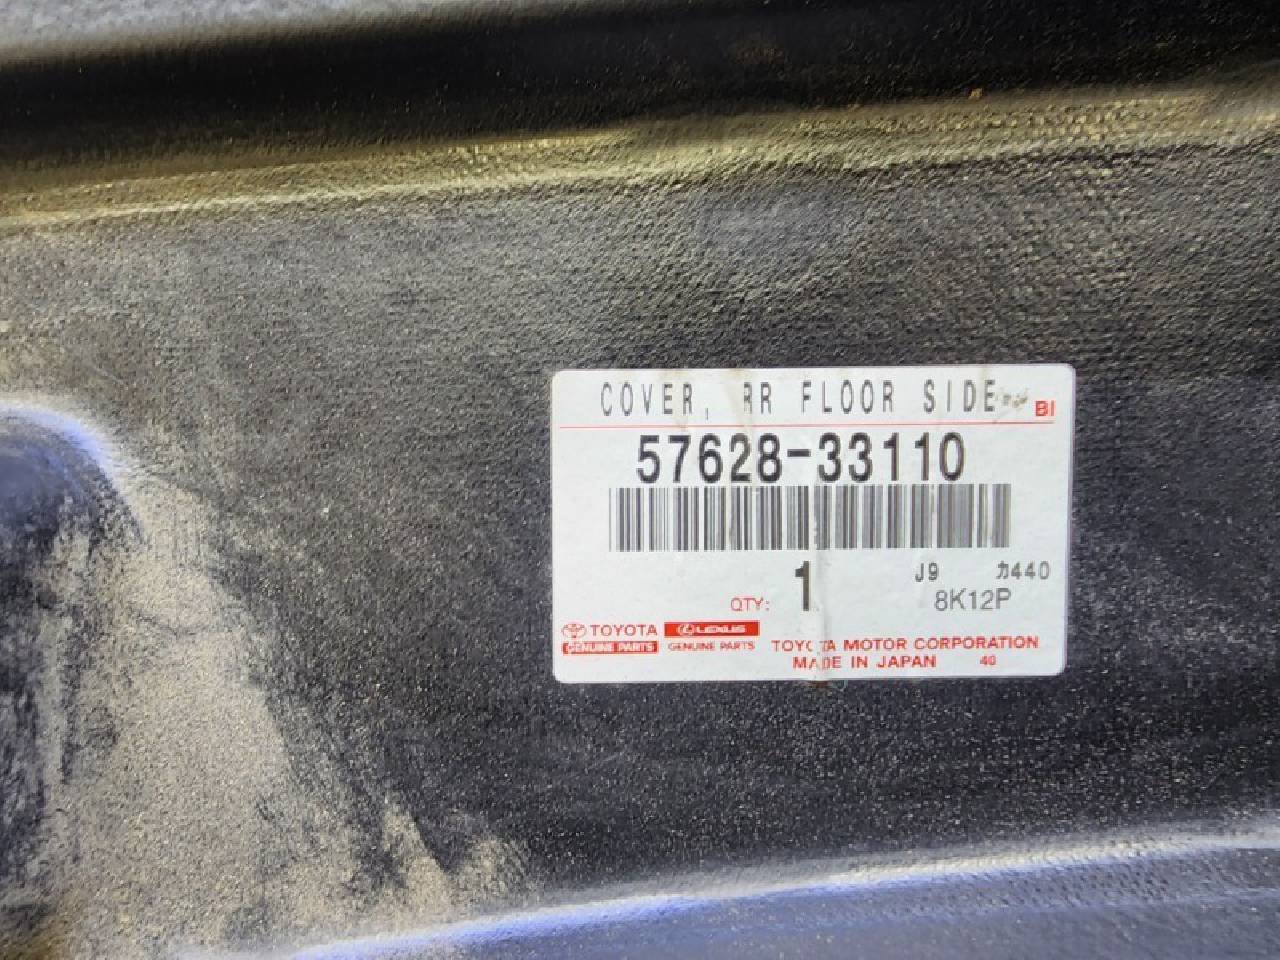 COVER, RR FLOOR SIDE
BI
57628-33110
J9 カ440
QTY: 1 8K12P
TOYOTA LEXUS
GENUINE PARTS GENUINE PARTS TOYOTA MOTOR CORPORATION
MADE IN JAPAN 40